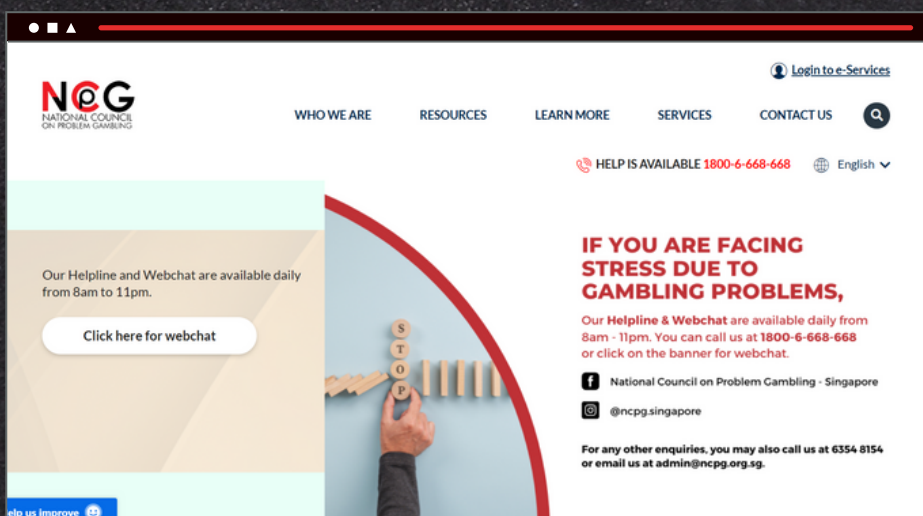 Login to e-Services
NCPG
NATIONAL COUNCIL
ON PROBLEM GAMBLING
WHO WE ARE
RESOURCES
LEARN MORE
SERVICES
CONTACT US
HELP IS AVAILABLE 1800-6-668-668
English
Our Helpline and Webchat are available daily
from 8am to 11pm.
Click here for webchat
S
T
O
P
IF YOU ARE FACING
STRESS DUE TO
GAMBLING PROBLEMS,
Our Helpline & Webchat are available daily from
8am - 11pm. You can call us at 1800-6-668-668
or click on the banner for webchat.
National Council on Problem Gambling - Singapore
@ncpg.singapore
For any other enquiries, you may also call us at 6354 8154
or email us at admin@ncpg.org.sg.
elp us improve